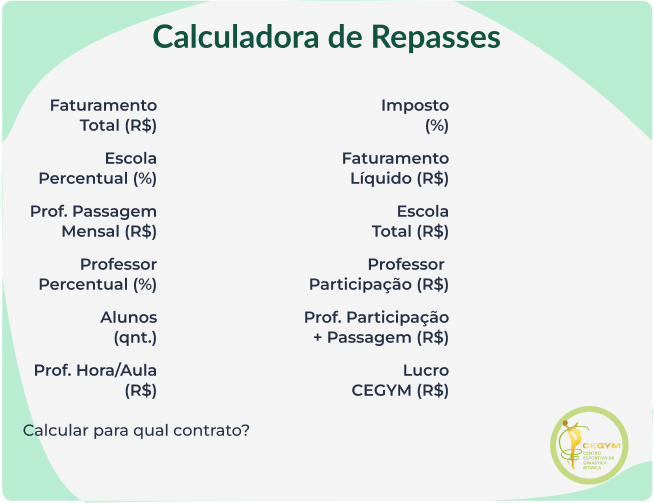 Calculadora de Repasses
Faturamento
Total (R$)
Escola
Percentual (%)
Prof. Passagem
Mensal (R$)
Professor
Percentual (%)
Alunos
(qnt.)
Prof. Hora/Aula
(R$)
Imposto
(%)
Faturamento
Líquido (R$)
Escola
Total (R$)
Professor
Participação (R$)
Prof. Participação
+ Passagem (R$)
Lucro
CEGYM (R$)
Calcular para qual contrato?
CEGYM
CENTRO
ESPORTIVO DE
GINÁSTICA
RÍTMICA